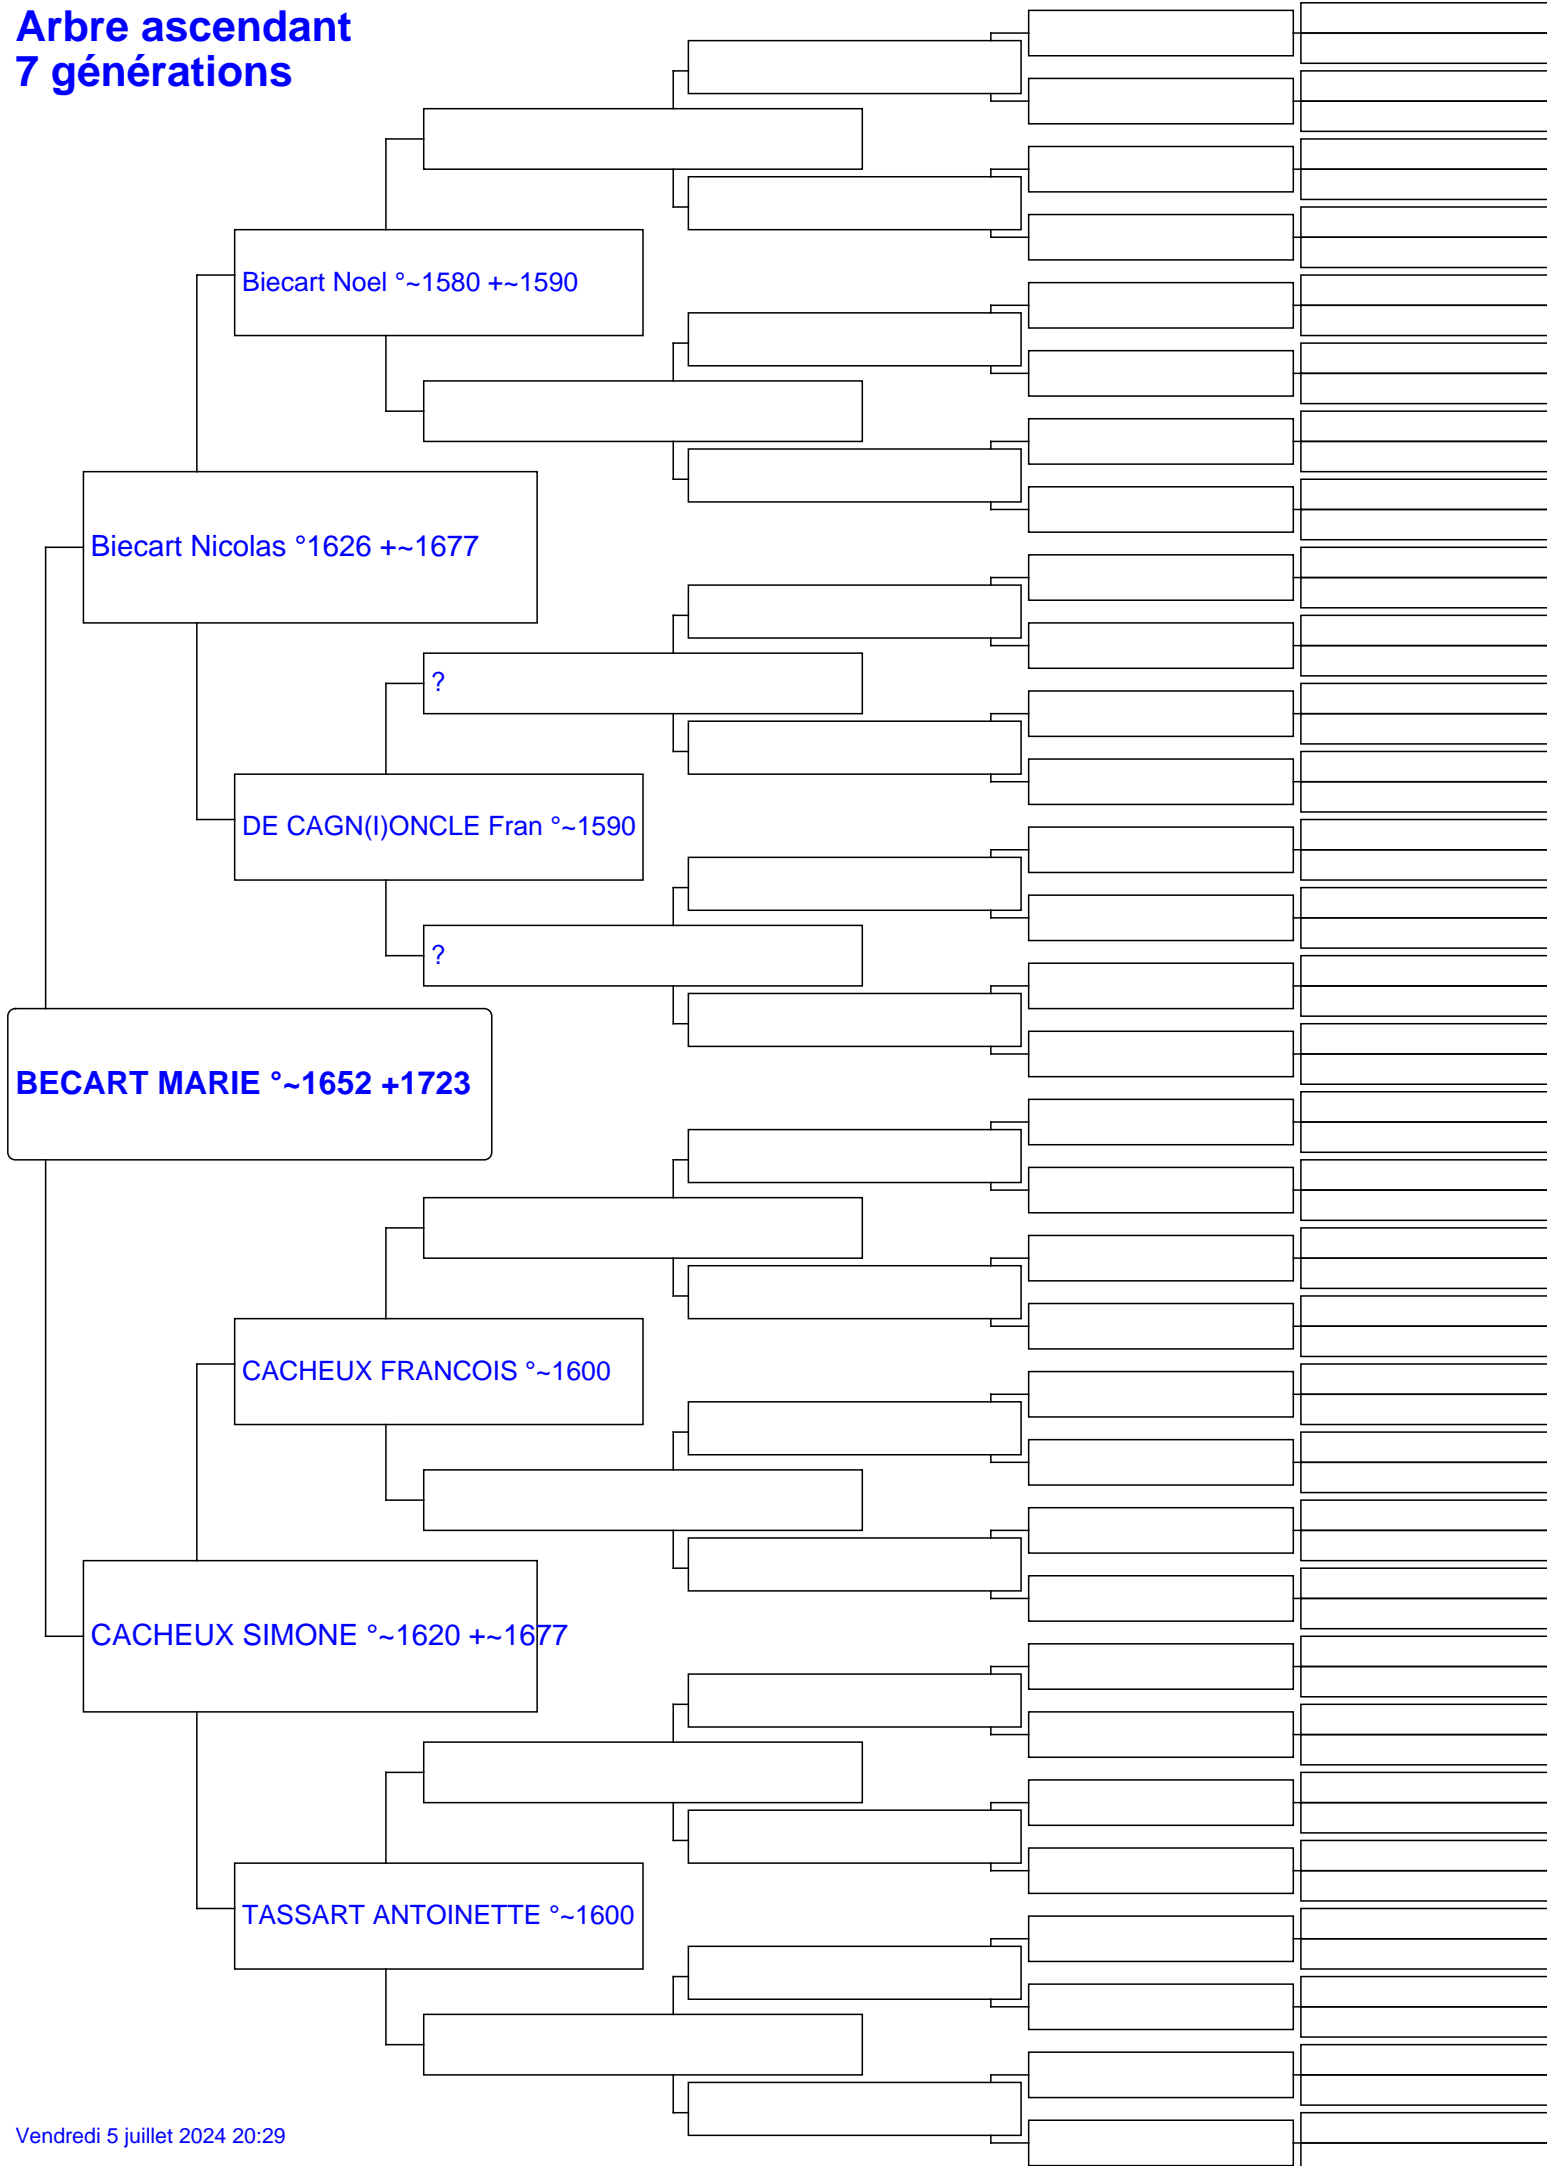 Arbre ascendant
7 générations
Biecart Noel °~1580 +~1590
Biecart Nicolas °1626 +~1677
?
DE CAGN(I)ONCLE Fran °~1590
?
BECART MARIE °~1652 +1723
CACHEUX FRANCOIS °~1600
CACHEUX SIMONE °~1620 +~1677
TASSART ANTOINETTE °~1600
Vendredi 5 juillet 2024 20:29